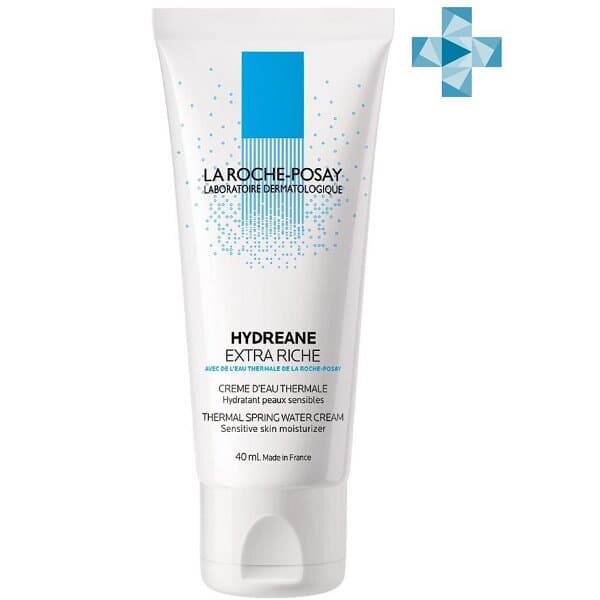 LA ROCHE-POSAY
LABORATOIRE DERMATOLOGIQUE
HYDREANE
EXTRA RICHE
AVEC DE L'EAU THERMALE DE LA ROCHE-POSAY
CREME D'EAU THERMALE
Hydratant peaux sensibles
THERMAL SPRING WATER CREAM
Sensitive skin moisturizer
40 ml. Made in France